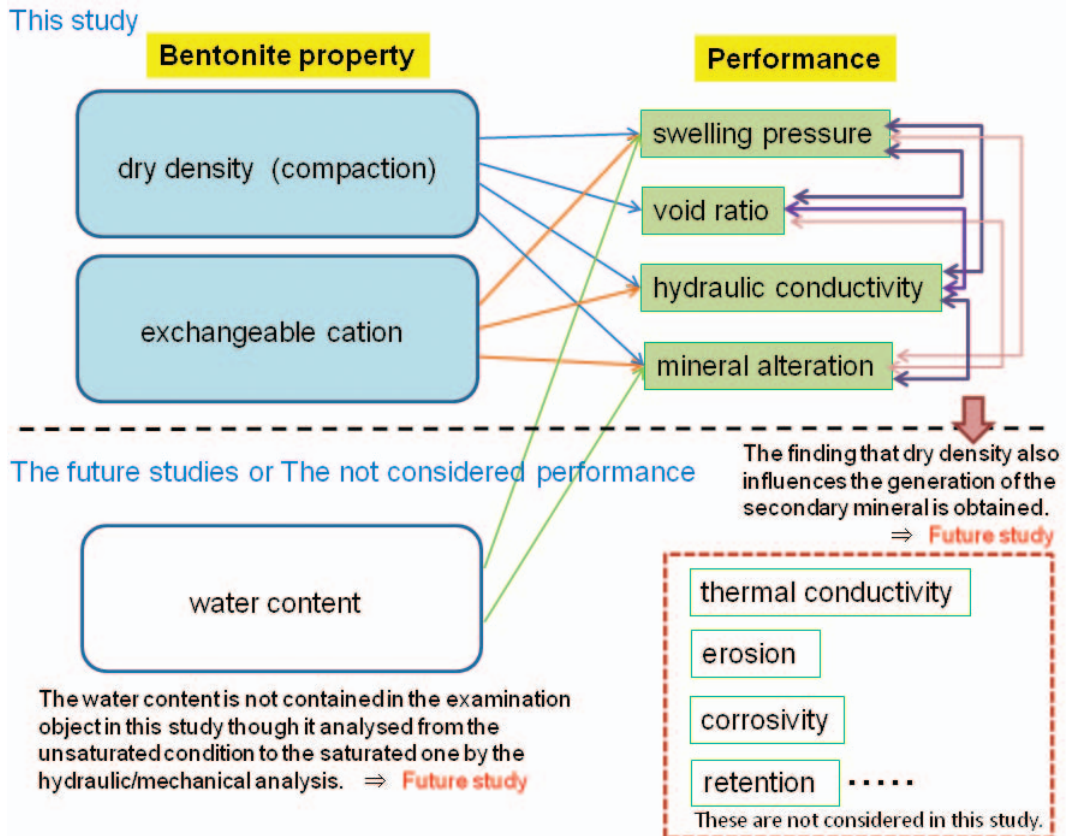 This study
Bentonite property
Performance
dry density (compaction)
exchangeable cation
swelling pressure
void ratio
hydraulic conductivity
mineral alteration
The future studies or The not considered performance
The finding that dry density also
influences the generation of the
secondary mineral is obtained.
⇒ Future study
water content
The water content is not contained in the examination
object in this study though it analysed from the
unsaturated condition to the saturated one by the
hydraulic/mechanical analysis. ⇒ Future study
thermal conductivity
erosion
corrosivity
retention ·····
These are not considered in this study.